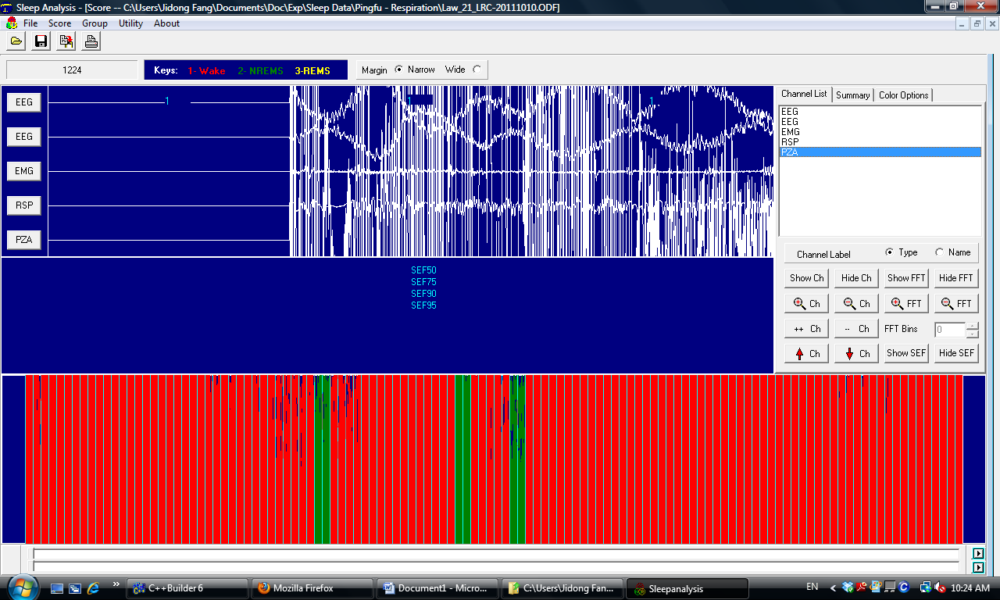 Sleep Analysis - [Score -- C:\Users\Jidong Fang\Documents\Doc\Exp\Sleep Data\Pingfu - Respiration\Law_21_LRC-20111010.ODF]
File Score Group Utility About
1224 Keys: 1- Wake 2- NREMS 3-REMS Margin Narrow Wide
Channel List Summary Color Options
EEG
EEG
EMG
RSP
PZA
1 1 1
EEG
EEG
EMG
RSP
PZA
Channel Label Type Name
Show Ch Hide Ch Show FFT Hide FFT
Ch Ch FFT FFT
++ Ch -- Ch FFT Bins 0
Ch Ch Show SEF Hide SEF
SEF50
SEF75
SEF90
SEF95
C++Builder 6 Mozilla Firefox Document1 - Micro... C:\Users\Jidong Fan... Sleepanalysis EN 10:24 AM